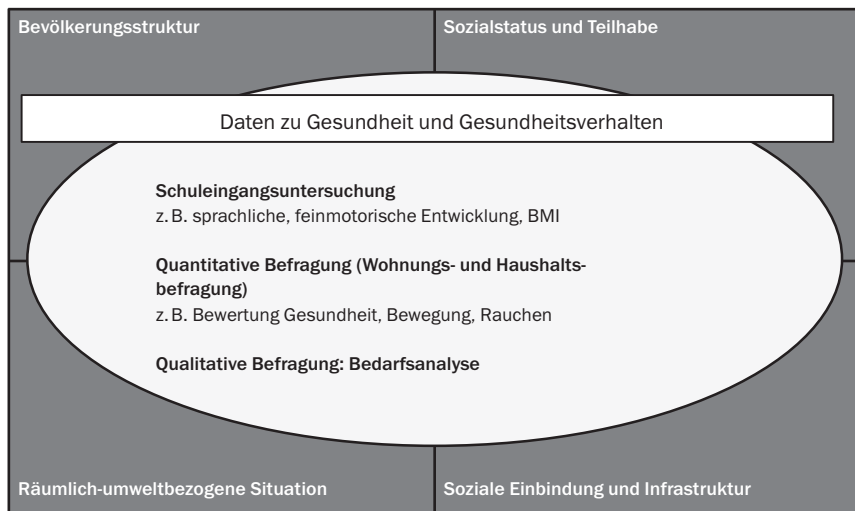 Bevölkerungsstruktur
Sozialstatus und Teilhabe
Daten zu Gesundheit und Gesundheitsverhalten
Schuleingangsuntersuchung
z. B. sprachliche, feinmotorische Entwicklung, BMI
Quantitative Befragung (Wohnungs- und Haushalts-
befragung)
z. B. Bewertung Gesundheit, Bewegung, Rauchen
Qualitative Befragung: Bedarfsanalyse
Räumlich-umweltbezogene Situation
Soziale Einbindung und Infrastruktur